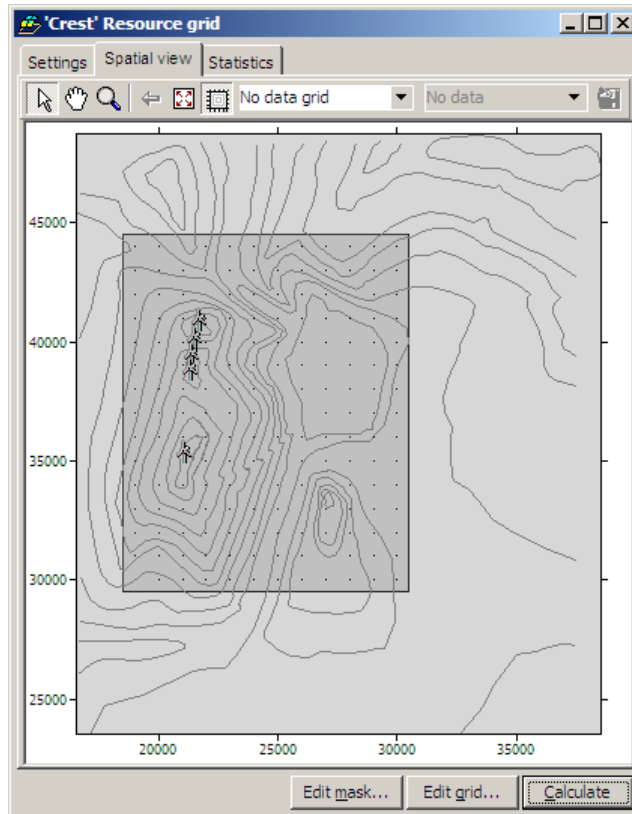 'Crest' Resource grid
Settings Spatial view Statistics
No data grid No data
45000
40000
35000
30000
25000
20000 25000 30000 35000
Edit mask... Edit grid... Calculate